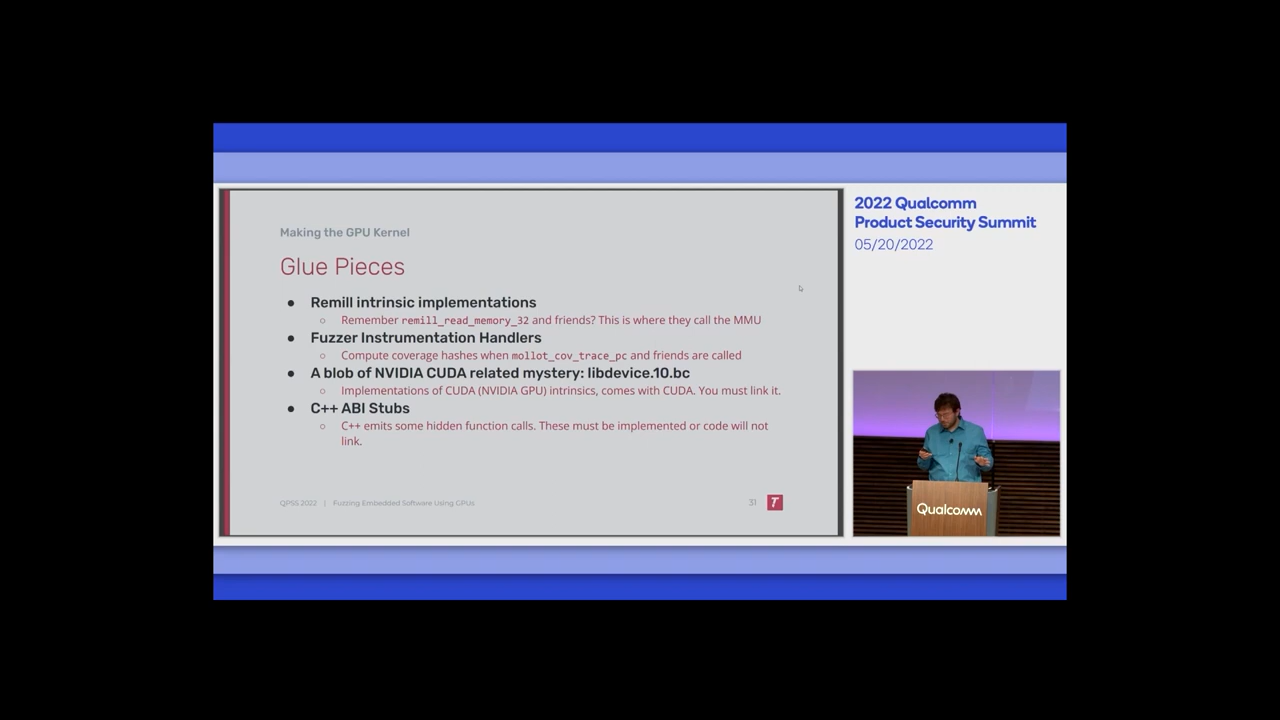 Making the GPU Kernel
Glue Pieces
● Remill intrinsic implementations
○ Remember remill_read_memory_32 and friends? This is where they call the MMU
● Fuzzer Instrumentation Handlers
○ Compute coverage hashes when mollot_cov_trace_pc and friends are called
● A blob of NVIDIA CUDA related mystery: libdevice.10.bc
○ Implementations of CUDA (NVIDIA GPU) intrinsics, comes with CUDA. You must link it.
● C++ ABI Stubs
○ C++ emits some hidden function calls. These must be implemented or code will not
link.
QPSS 2022 | Fuzzing Embedded Software Using GPUs
31
T
2022 Qualcomm
Product Security Summit
05/20/2022
Qualcomm